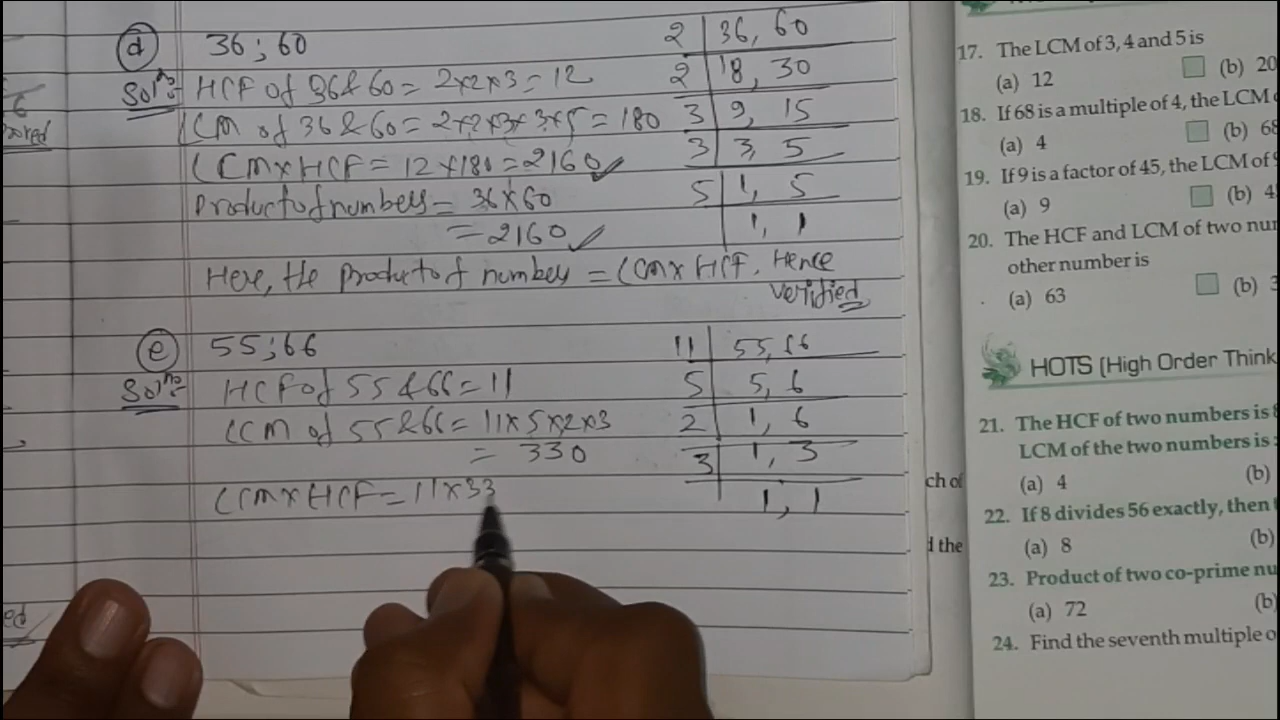 d 36 ; 60
Solⁿ:- HCF of 36 & 60 = 2×2×3 = 12
LCM of 36 & 60 = 2×2×3×3×5 = 180
LCM×HCF = 12×180 = 2160 ✓
Product of numbers = 36×60
= 2160 ✓
Here, the product of numbers = LCM×HCF. Hence
verified
2 36, 60
2 18, 30
3 9, 15
3 3, 5
5 1, 5
1, 1
e 55 ; 66
Solⁿ:- HCF of 55 & 66 = 11
LCM of 55 & 66 = 11×5×2×3
= 330
LCM×HCF = 11×33
11 55, 66
5 5, 6
2 1, 6
3 1, 3
1, 1
ch of
d the
17. The LCM of 3, 4 and 5 is
(a) 12 (b) 20
18. If 68 is a multiple of 4, the LCM
(a) 4 (b) 68
19. If 9 is a factor of 45, the LCM of
(a) 9 (b) 4
20. The HCF and LCM of two num
other number is
(a) 63 (b) 3
HOTS (High Order Think
21. The HCF of two numbers is
LCM of the two numbers is
(a) 4 (b)
22. If 8 divides 56 exactly, then
(a) 8 (b)
23. Product of two co-prime nu
(a) 72 (b)
24. Find the seventh multiple o